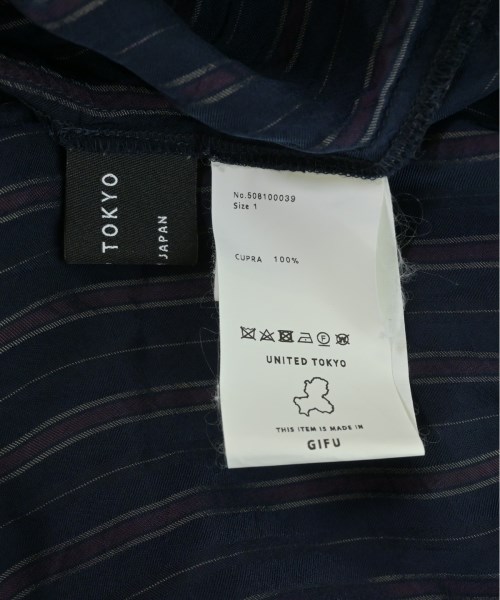 TOKYO
JAPAN
No.508100039
Size 1
CUPRA 100%
UNITED TOKYO
THIS ITEM IS MADE IN
GIFU